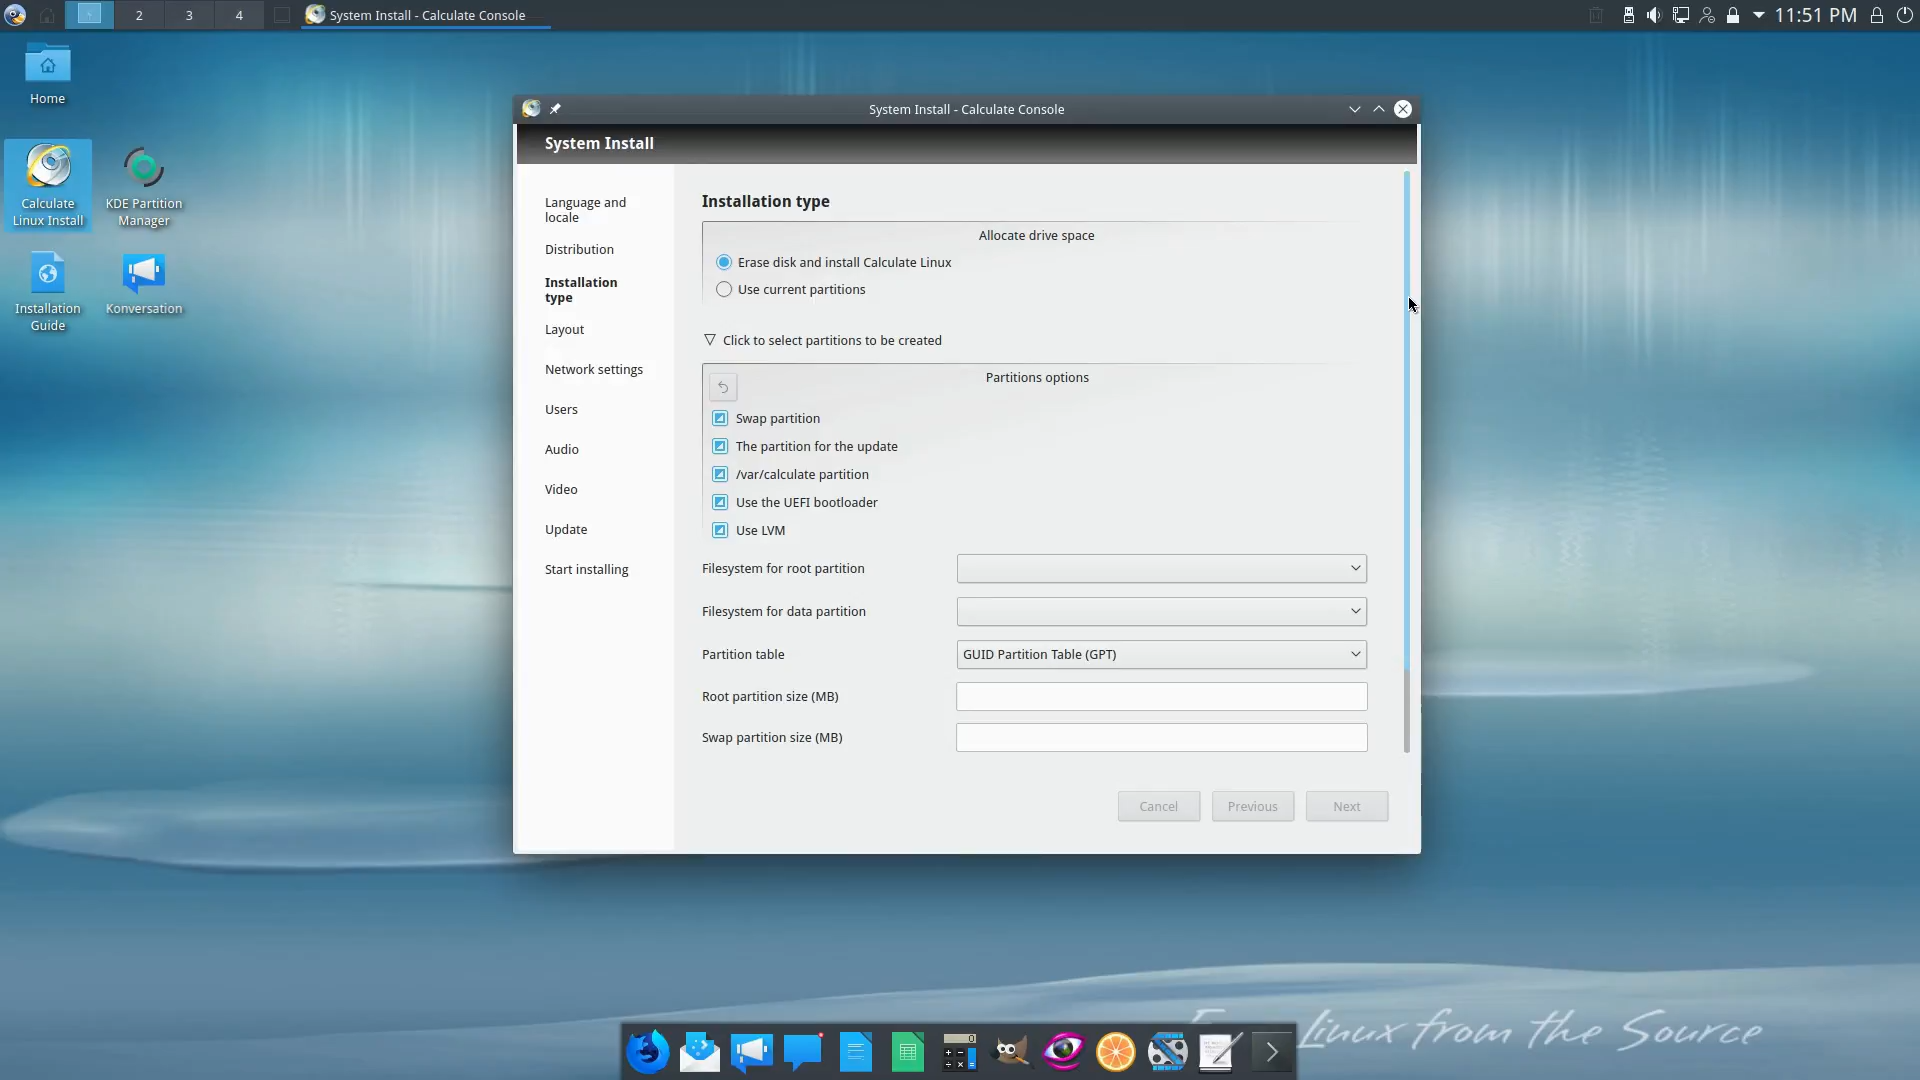 2
3
4
System Install - Calculate Console
11:51 PM
Home
Calculate
Linux Install
KDE Partition
Manager
Installation
Guide
Konversation
System Install - Calculate Console
System Install
Language and
locale
Distribution
Installation
type
Layout
Network settings
Users
Audio
Video
Update
Start installing
Installation type
Allocate drive space
Erase disk and install Calculate Linux
Use current partitions
Click to select partitions to be created
Partitions options
Swap partition
The partition for the update
/var/calculate partition
Use the UEFI bootloader
Use LVM
Filesystem for root partition
Filesystem for data partition
Partition table
GUID Partition Table (GPT)
Root partition size (MB)
Swap partition size (MB)
Cancel
Previous
Next
Linux from the Source